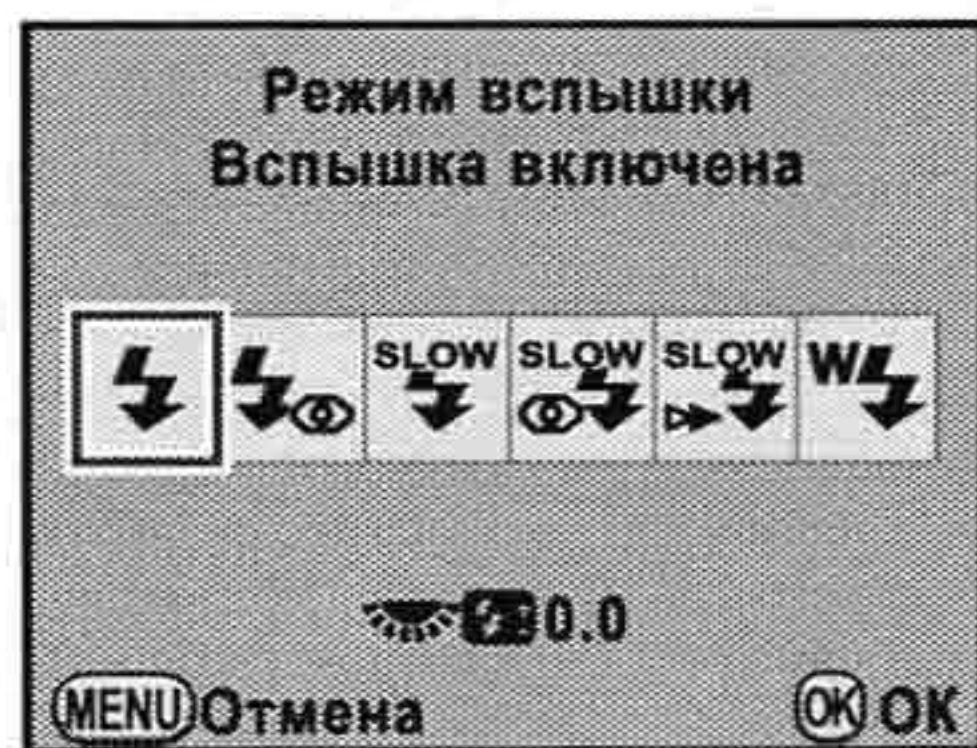 Режим вспышки
Вспышка включена
SLOW SLOW SLOW W
0.0
MENU Отмена OK OK